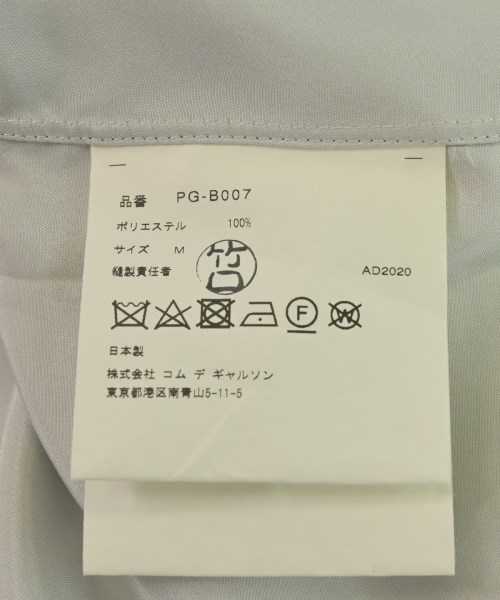 品番 PG-B007
ポリエステル 100%
サイズ M
縫製責任者 竹口 AD2020
F W
日本製
株式会社 コム デ ギャルソン
東京都港区南青山5-11-5